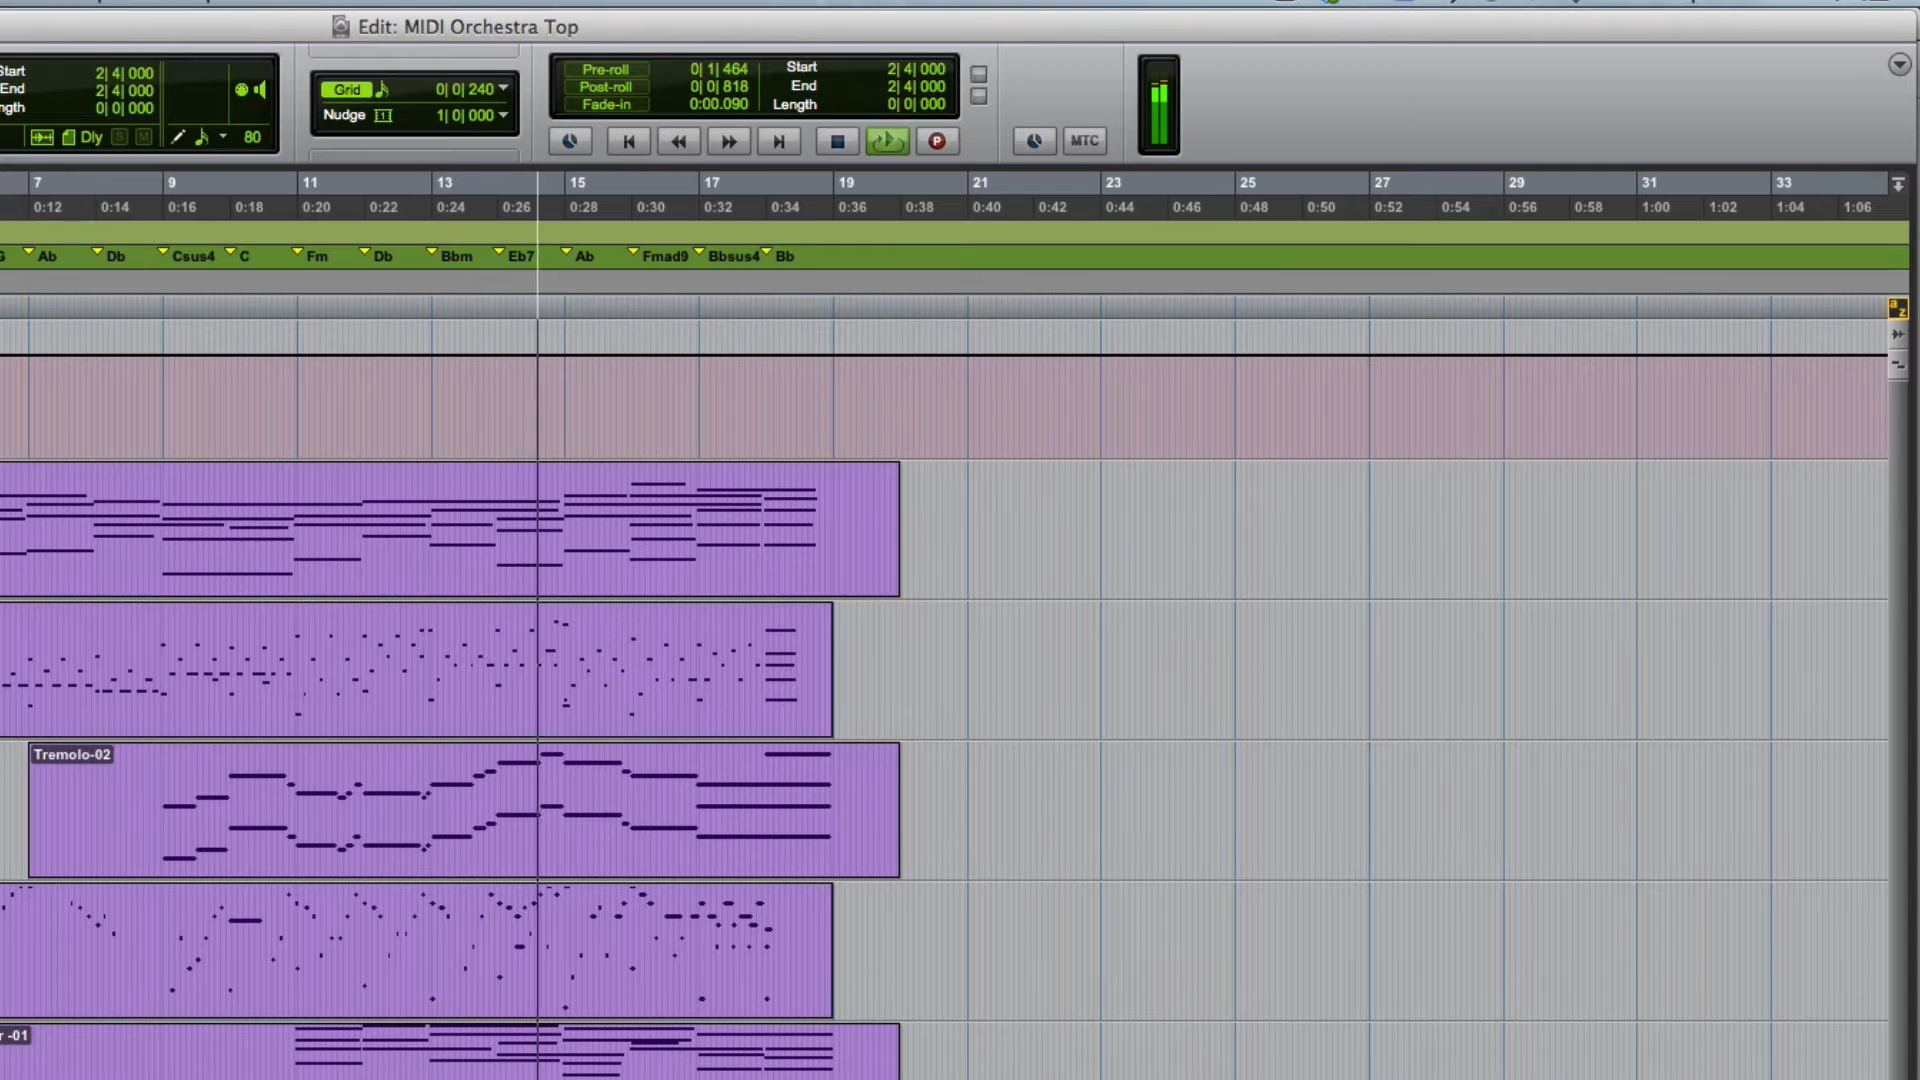 Edit: MIDI Orchestra Top
Start 2| 4| 000
End 2| 4| 000
ngth 0| 0| 000
Dly S M 80
Grid 0| 0| 240
Nudge 1| 0| 000
Pre-roll 0| 1| 464
Post-roll 0| 0| 818
Fade-in 0:00.090
Start 2| 4| 000
End 2| 4| 000
Length 0| 0| 000
P
MTC
7 9 11 13 15 17 19 21 23 25 27 29 31 33
0:12 0:14 0:16 0:18 0:20 0:22 0:24 0:26 0:28 0:30 0:32 0:34 0:36 0:38 0:40 0:42 0:44 0:46 0:48 0:50 0:52 0:54 0:56 0:58 1:00 1:02 1:04 1:06
G Ab Db Csus4 C Fm Db Bbm Eb7 Ab Fmad9 Bbsus4 Bb
a z
Tremolo-02
r -01